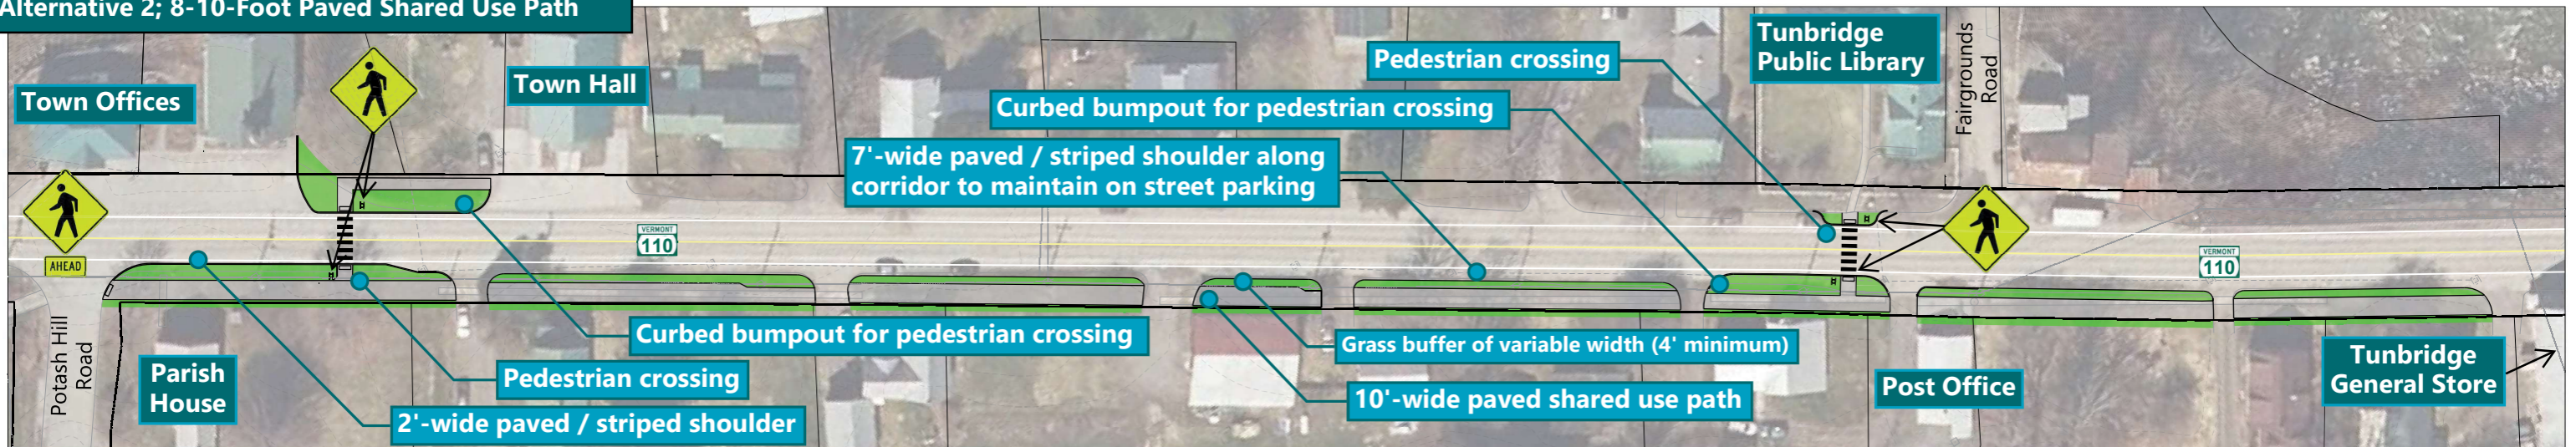 Alternative 2; 8-10-Foot Paved Shared Use Path
Town Offices
Town Hall
Pedestrian crossing
Tunbridge
Public Library
Fairgrounds
Road
Curbed bumpout for pedestrian crossing
7'-wide paved / striped shoulder along
corridor to maintain on street parking
AHEAD
VERMONT
110
VERMONT
110
Potash Hill
Road
Parish
House
Curbed bumpout for pedestrian crossing
Pedestrian crossing
2'-wide paved / striped shoulder
Grass buffer of variable width (4' minimum)
10'-wide paved shared use path
Post Office
Tunbridge
General Store